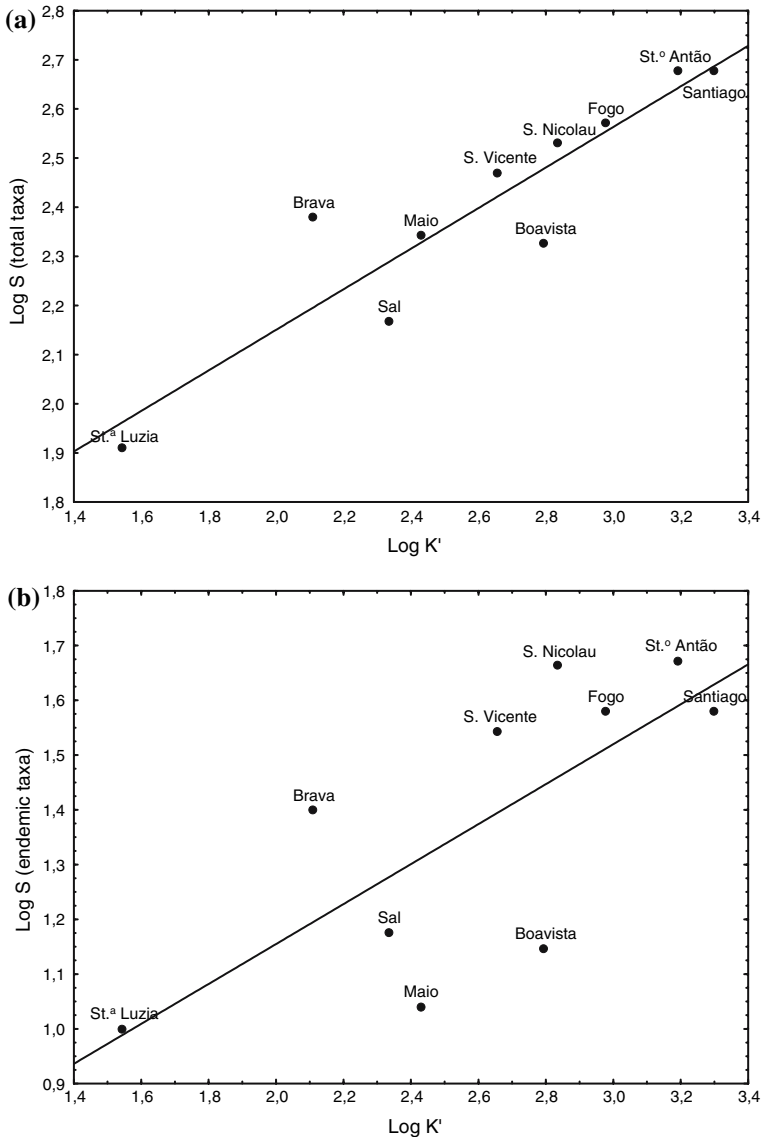 (a)
2,8
2,7
2,6
2,5
2,4
2,3
2,2
2,1
2,0
1,9
1,8
Log S (total taxa)
St.º Antão
Santiago
Fogo
S. Nicolau
S. Vicente
Brava
Maio
Boavista
Sal
St.ª Luzia
1,4 1,6 1,8 2,0 2,2 2,4 2,6 2,8 3,0 3,2 3,4
Log K'
(b)
1,8
1,7
1,6
1,5
1,4
1,3
1,2
1,1
1,0
0,9
Log S (endemic taxa)
S. Nicolau
St.º Antão
Fogo
Santiago
S. Vicente
Brava
Sal
Boavista
Maio
St.ª Luzia
1,4 1,6 1,8 2,0 2,2 2,4 2,6 2,8 3,0 3,2 3,4
Log K'